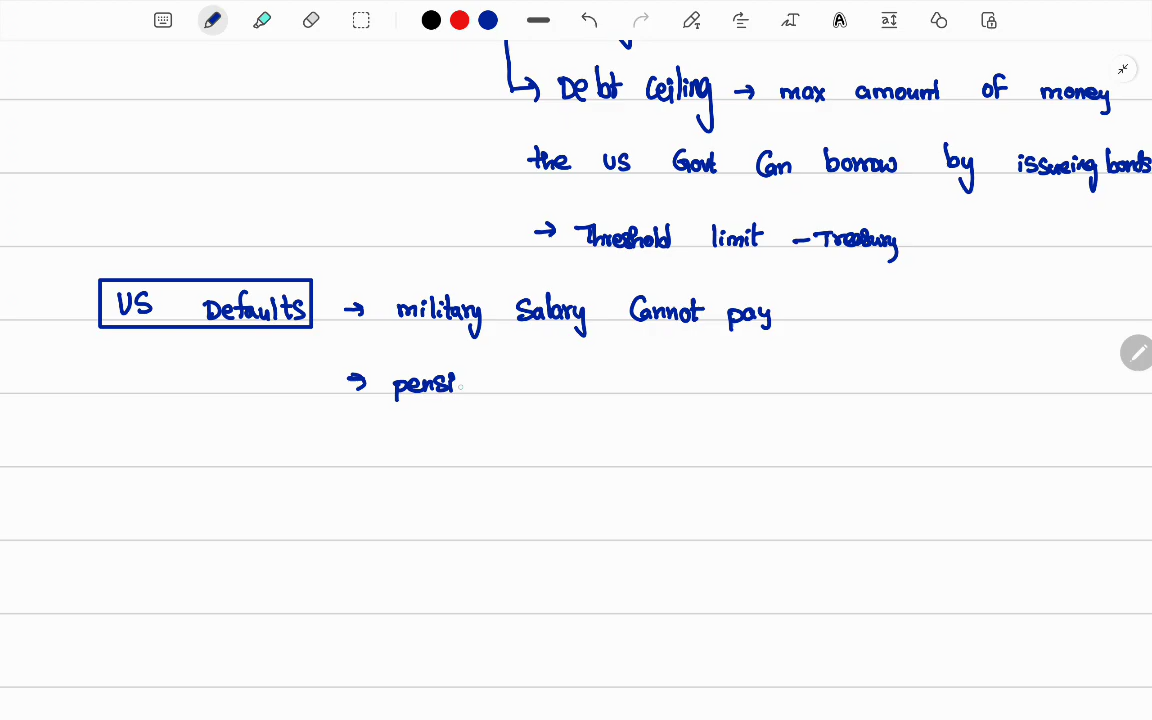 → Debt Ceiling → max amount of money
the US Govt Can borrow by issueing bonds
→ Threshold limit - Treasury
US Defaults → military Salary Cannot pay
→ pensi